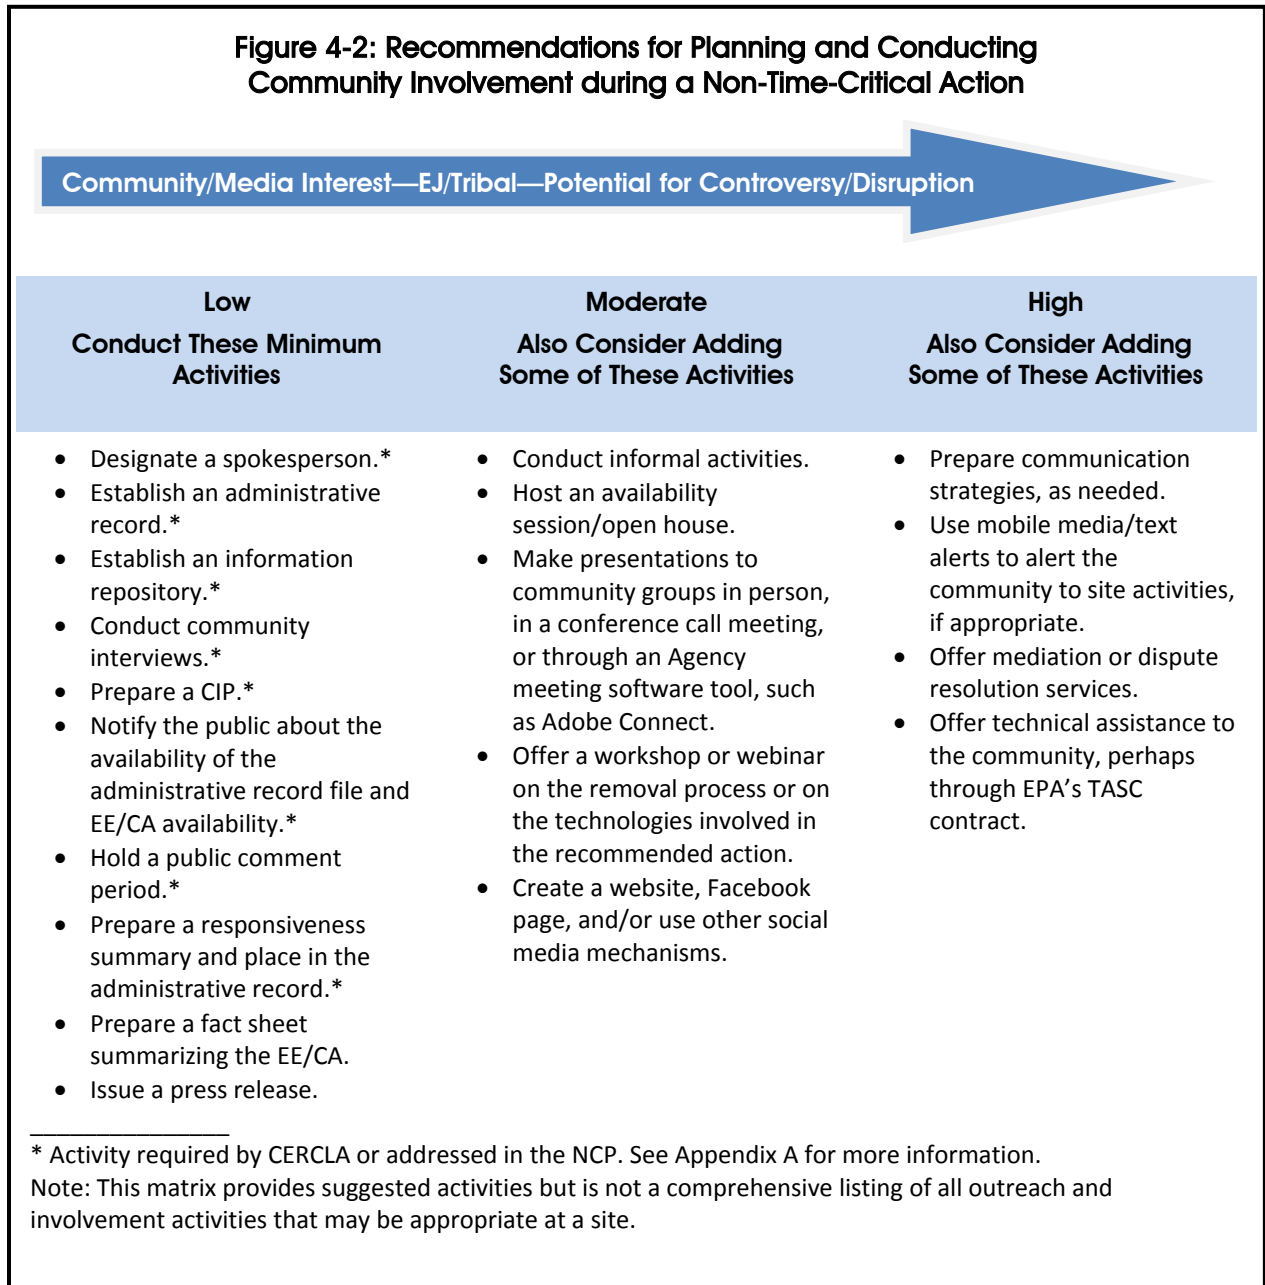 Figure 4-2: Recommendations for Planning and Conducting
Community Involvement during a Non-Time-Critical Action
Community/Media Interest—EJ/Tribal—Potential for Controversy/Disruption
Low
Conduct These Minimum
Activities
• Designate a spokesperson.*
• Establish an administrative
record.*
• Establish an information
repository.*
• Conduct community
interviews.*
• Prepare a CIP.*
• Notify the public about the
availability of the
administrative record file and
EE/CA availability.*
• Hold a public comment
period.*
• Prepare a responsiveness
summary and place in the
administrative record.*
• Prepare a fact sheet
summarizing the EE/CA.
• Issue a press release.
Moderate
Also Consider Adding
Some of These Activities
• Conduct informal activities.
• Host an availability
session/open house.
• Make presentations to
community groups in person,
in a conference call meeting,
or through an Agency
meeting software tool, such
as Adobe Connect.
• Offer a workshop or webinar
on the removal process or on
the technologies involved in
the recommended action.
• Create a website, Facebook
page, and/or use other social
media mechanisms.
High
Also Consider Adding
Some of These Activities
• Prepare communication
strategies, as needed.
• Use mobile media/text
alerts to alert the
community to site activities,
if appropriate.
• Offer mediation or dispute
resolution services.
• Offer technical assistance to
the community, perhaps
through EPA’s TASC
contract.
* Activity required by CERCLA or addressed in the NCP. See Appendix A for more information.
Note: This matrix provides suggested activities but is not a comprehensive listing of all outreach and
involvement activities that may be appropriate at a site.